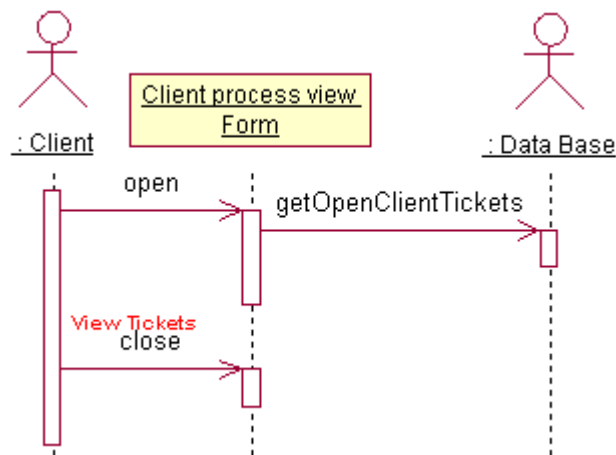 Client process view
Form
: Client
: Data Base
open
getOpenClientTickets
View Tickets
close